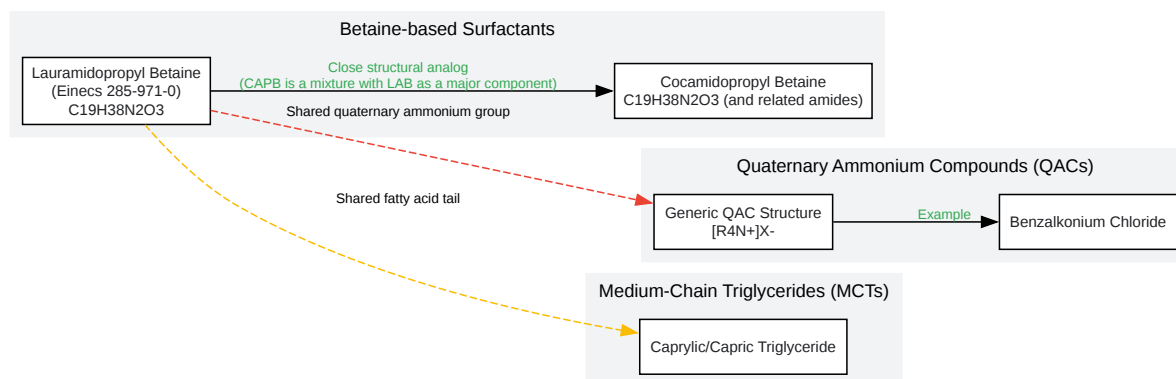 Betaine-based Surfactants
Lauramidopropyl Betaine
(Einecs 285-971-0)
C19H38N2O3
Close structural analog
(CAPB is a mixture with LAB as a major component)
Cocamidopropyl Betaine
C19H38N2O3 (and related amides)
Shared quaternary ammonium group
Quaternary Ammonium Compounds (QACs)
Shared fatty acid tail
Generic QAC Structure
[R4N+]X-
Example
Benzalkonium Chloride
Medium-Chain Triglycerides (MCTs)
Caprylic/Capric Triglyceride